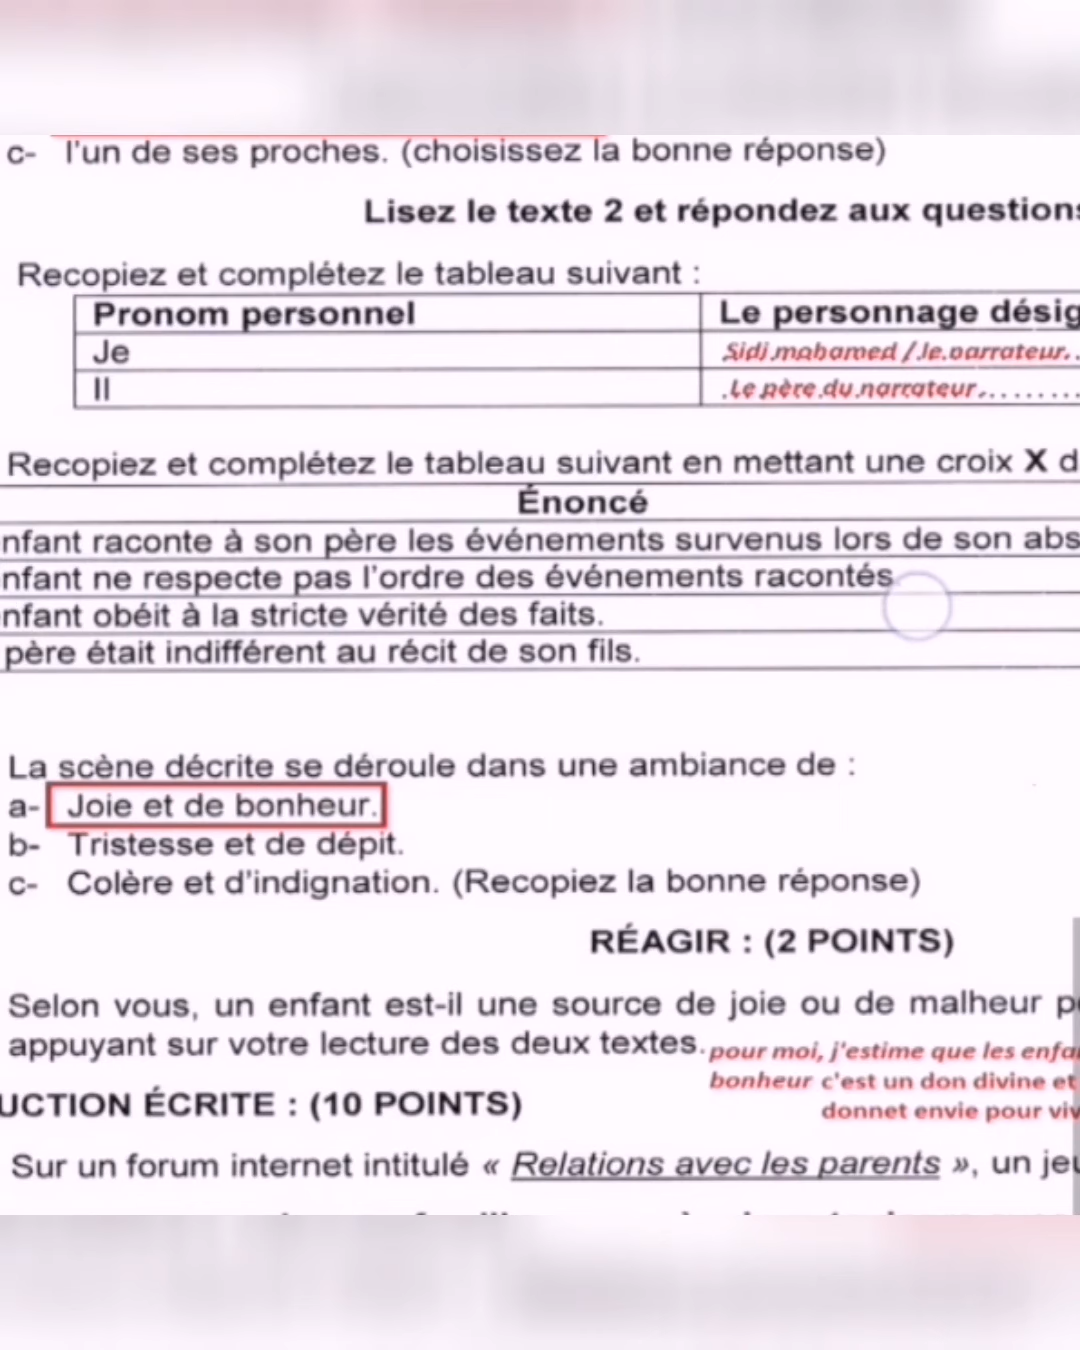 c- l'un de ses proches. (choisissez la bonne réponse)
Lisez le texte 2 et répondez aux questions
Recopiez et complétez le tableau suivant :
Pronom personnel Le personnage désig
Je Sidi mohamed / le narrateur..
Il .Le père du narrateur.......
Recopiez et complétez le tableau suivant en mettant une croix X d
Énoncé
nfant raconte à son père les événements survenus lors de son abs
nfant ne respecte pas l'ordre des événements racontés
nfant obéit à la stricte vérité des faits.
père était indifférent au récit de son fils.
La scène décrite se déroule dans une ambiance de :
a- Joie et de bonheur.
b- Tristesse et de dépit.
c- Colère et d'indignation. (Recopiez la bonne réponse)
RÉAGIR : (2 POINTS)
Selon vous, un enfant est-il une source de joie ou de malheur p
appuyant sur votre lecture des deux textes. pour moi, j'estime que les enfa
bonheur c'est un don divine et
donnet envie pour viv
UCTION ÉCRITE : (10 POINTS)
Sur un forum internet intitulé « Relations avec les parents », un jeu